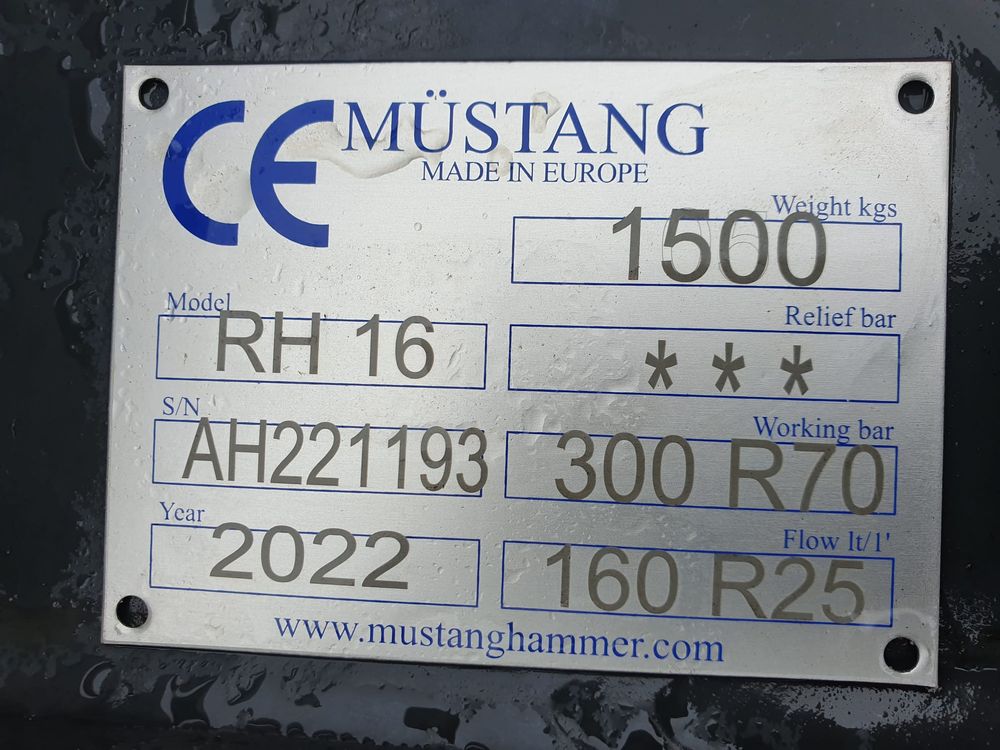 CE MÜSTANG
MADE IN EUROPE
Weight kgs
1500
Model
RH 16
Relief bar
* * *
S/N
AH221193
Working bar
300 R70
Year
2022
Flow lt/1'
160 R25
www.mustanghammer.com